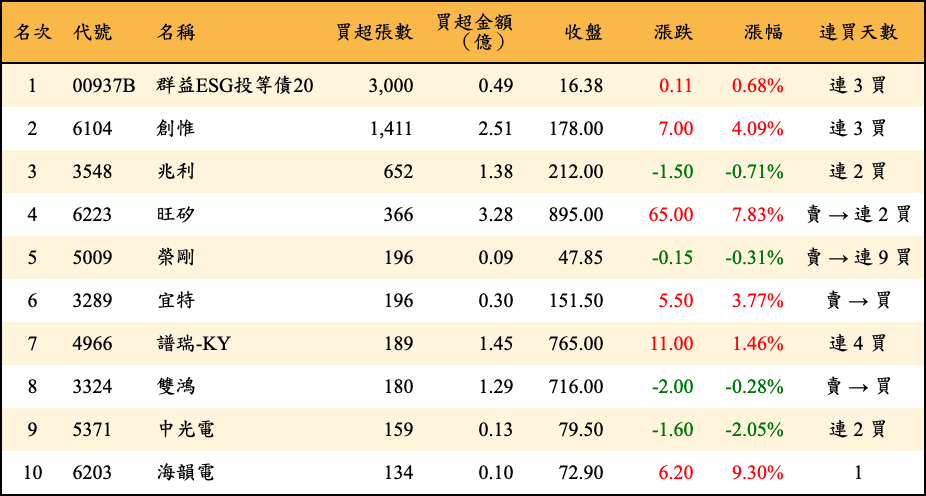 名次 代號 名稱 買超張數 買超金額（億） 收盤 漲跌 漲幅 連買天數
1 00937B 群益ESG投等債20 3,000 0.49 16.38 0.11 0.68% 連 3 買
2 6104 創惟 1,411 2.51 178.00 7.00 4.09% 連 3 買
3 3548 兆利 652 1.38 212.00 -1.50 -0.71% 連 2 買
4 6223 旺矽 366 3.28 895.00 65.00 7.83% 賣 → 連 2 買
5 5009 榮剛 196 0.09 47.85 -0.15 -0.31% 賣 → 連 9 買
6 3289 宜特 196 0.30 151.50 5.50 3.77% 賣 → 買
7 4966 譜瑞-KY 189 1.45 765.00 11.00 1.46% 連 4 買
8 3324 雙鴻 180 1.29 716.00 -2.00 -0.28% 賣 → 買
9 5371 中光電 159 0.13 79.50 -1.60 -2.05% 連 2 買
10 6203 海韻電 134 0.10 72.90 6.20 9.30% 1